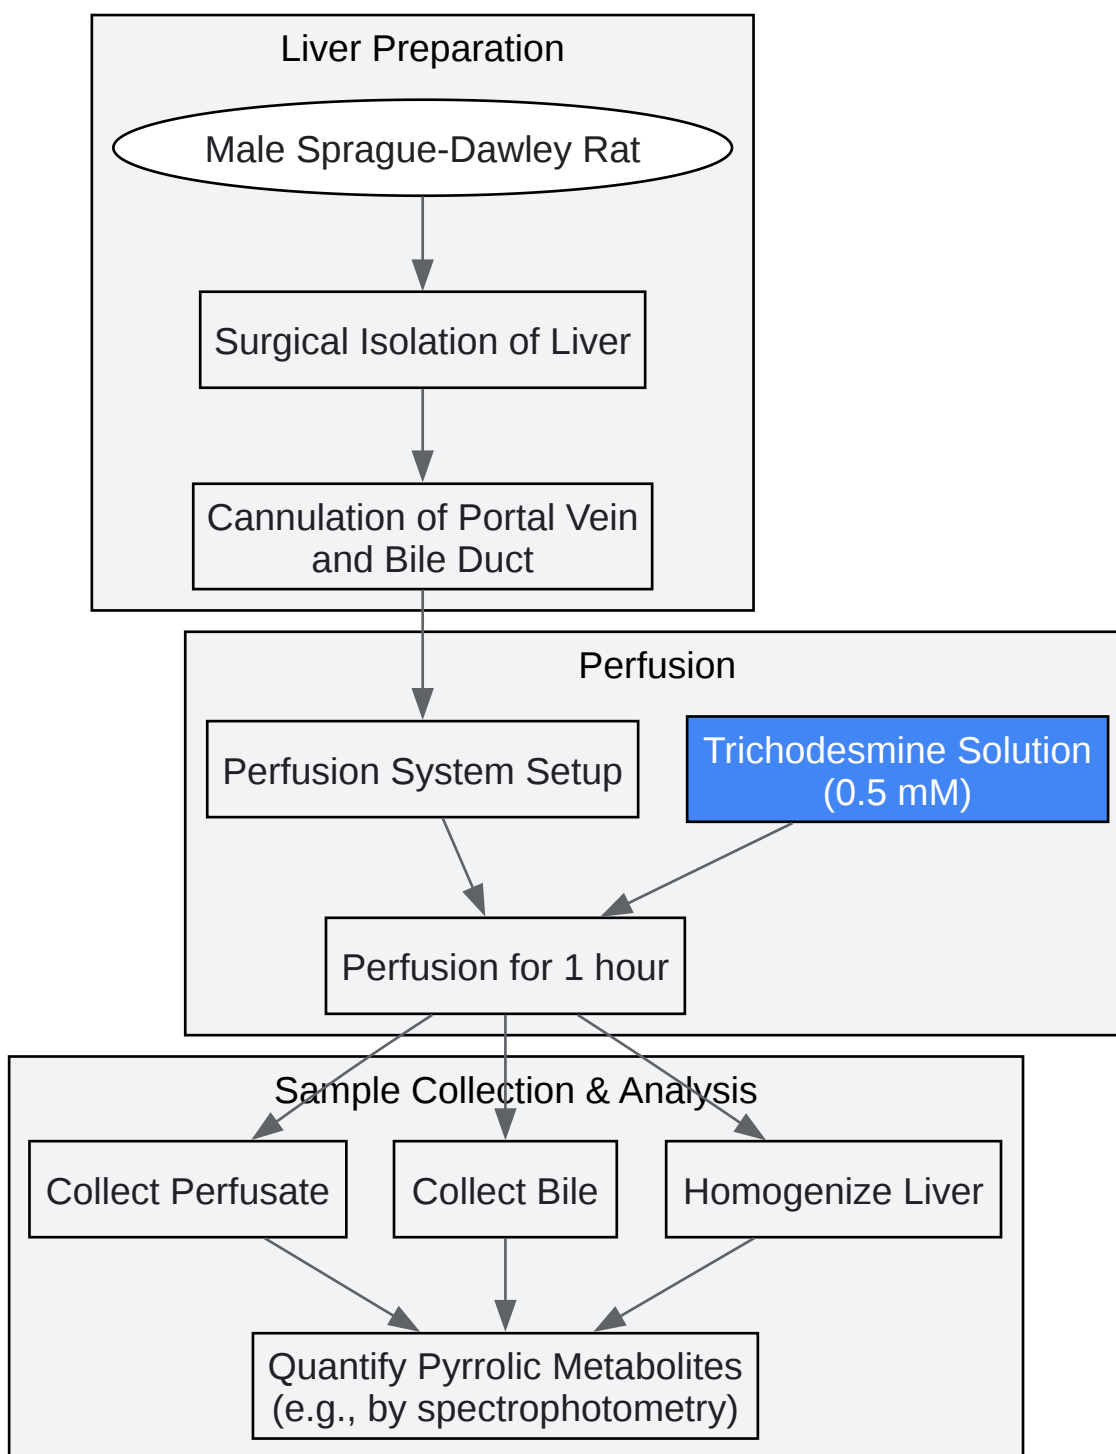 Liver Preparation
Male Sprague-Dawley Rat
Surgical Isolation of Liver
Cannulation of Portal Vein
and Bile Duct
Perfusion
Perfusion System Setup
Trichodesmine Solution
(0.5 mM)
Perfusion for 1 hour
Sample Collection & Analysis
Collect Perfusate
Collect Bile
Homogenize Liver
Quantify Pyrrolic Metabolites
(e.g., by spectrophotometry)